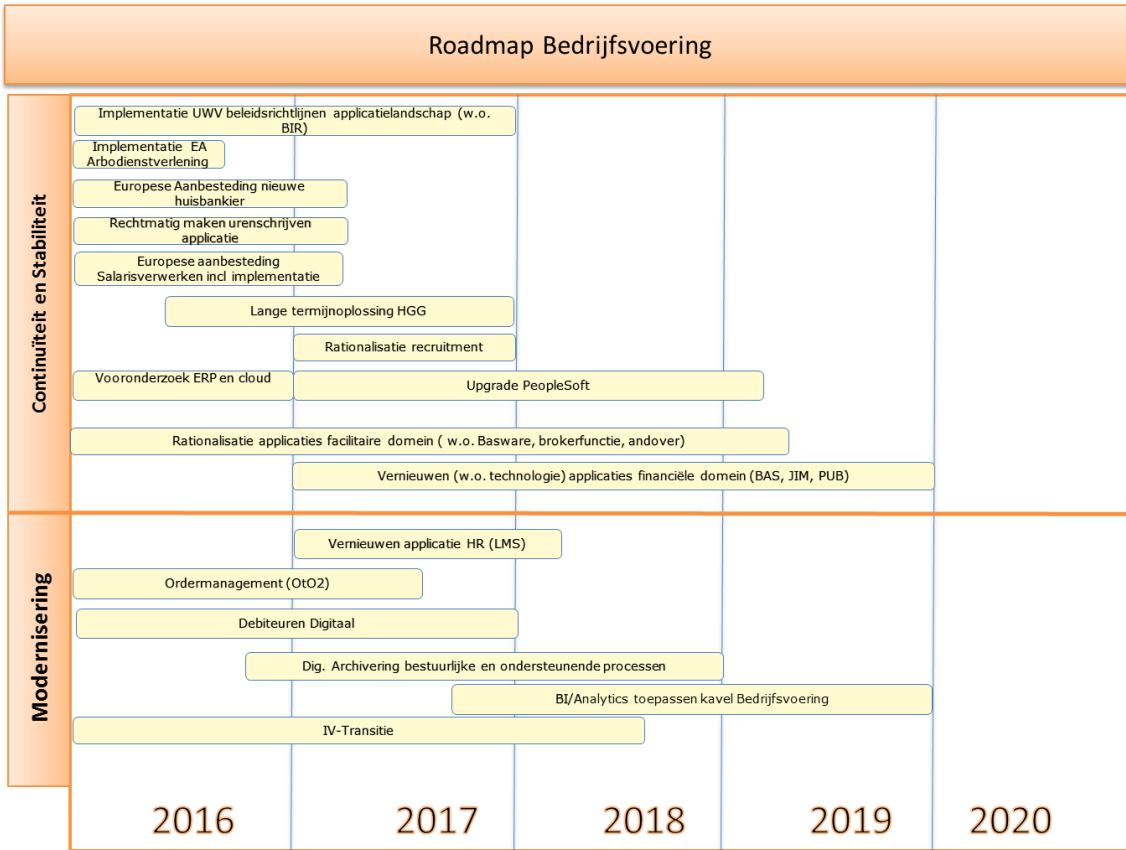 Roadmap Bedrijfsvoering
Continuïteit en Stabiliteit
Implementatie UWV beleidsrichtlijnen applicatielandschap (w.o.
BIR)
Implementatie EA
Arbodienstverlening
Europese Aanbesteding nieuwe
huisbankier
Rechtmatig maken urenschrijven
applicatie
Europese aanbesteding
Salarisverwerken incl implementatie
Lange termijnoplossing HGG
Rationalisatie recruitment
Vooronderzoek ERP en cloud
Upgrade PeopleSoft
Rationalisatie applicaties facilitaire domein ( w.o. Basware, brokerfunctie, andover)
Vernieuwen (w.o. technologie) applicaties financiële domein (BAS, JIM, PUB)
Modernisering
Vernieuwen applicatie HR (LMS)
Ordermanagement (OtO2)
Debiteuren Digitaal
Dig. Archivering bestuurlijke en ondersteunende processen
BI/Analytics toepassen kavel Bedrijfsvoering
IV-Transitie
2016 2017 2018 2019 2020